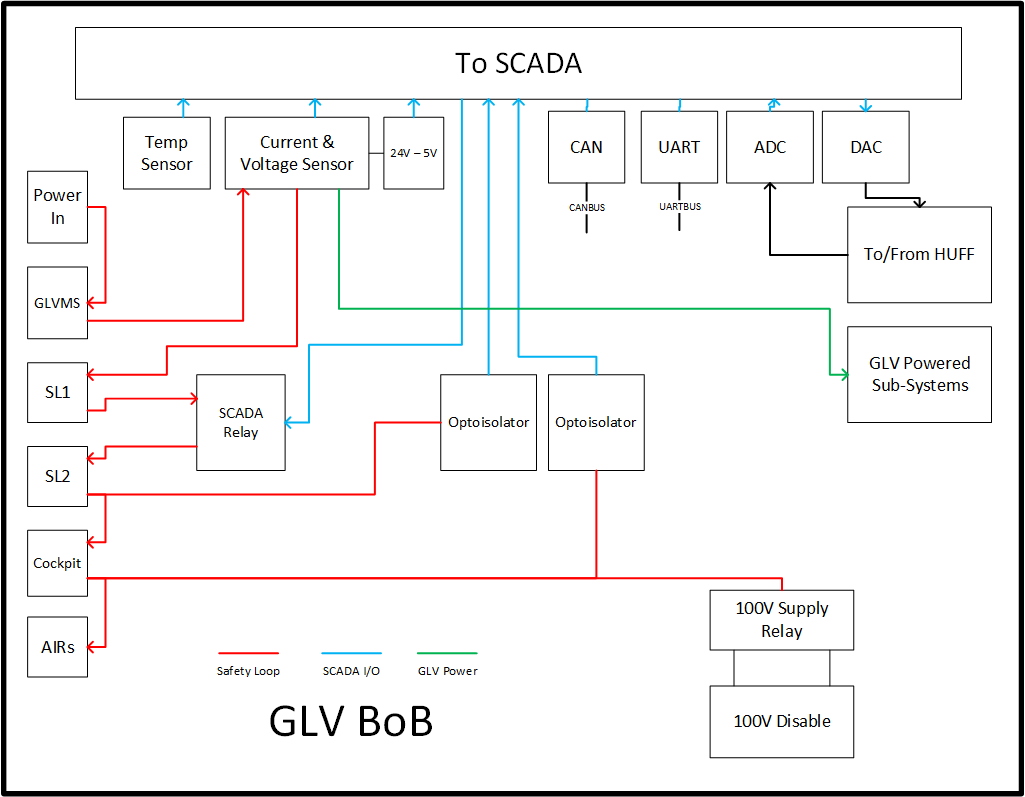 To SCADA
Temp
Sensor
Current &
Voltage Sensor
24V – 5V
CAN
UART
ADC
DAC
Power
In
CANBUS
UARTBUS
To/From HUFF
GLVMS
GLV Powered
Sub-Systems
SL1
SCADA
Relay
Optoisolator
Optoisolator
SL2
Cockpit
100V Supply
Relay
AIRs
Safety Loop
SCADA I/O
GLV Power
GLV BoB
100V Disable